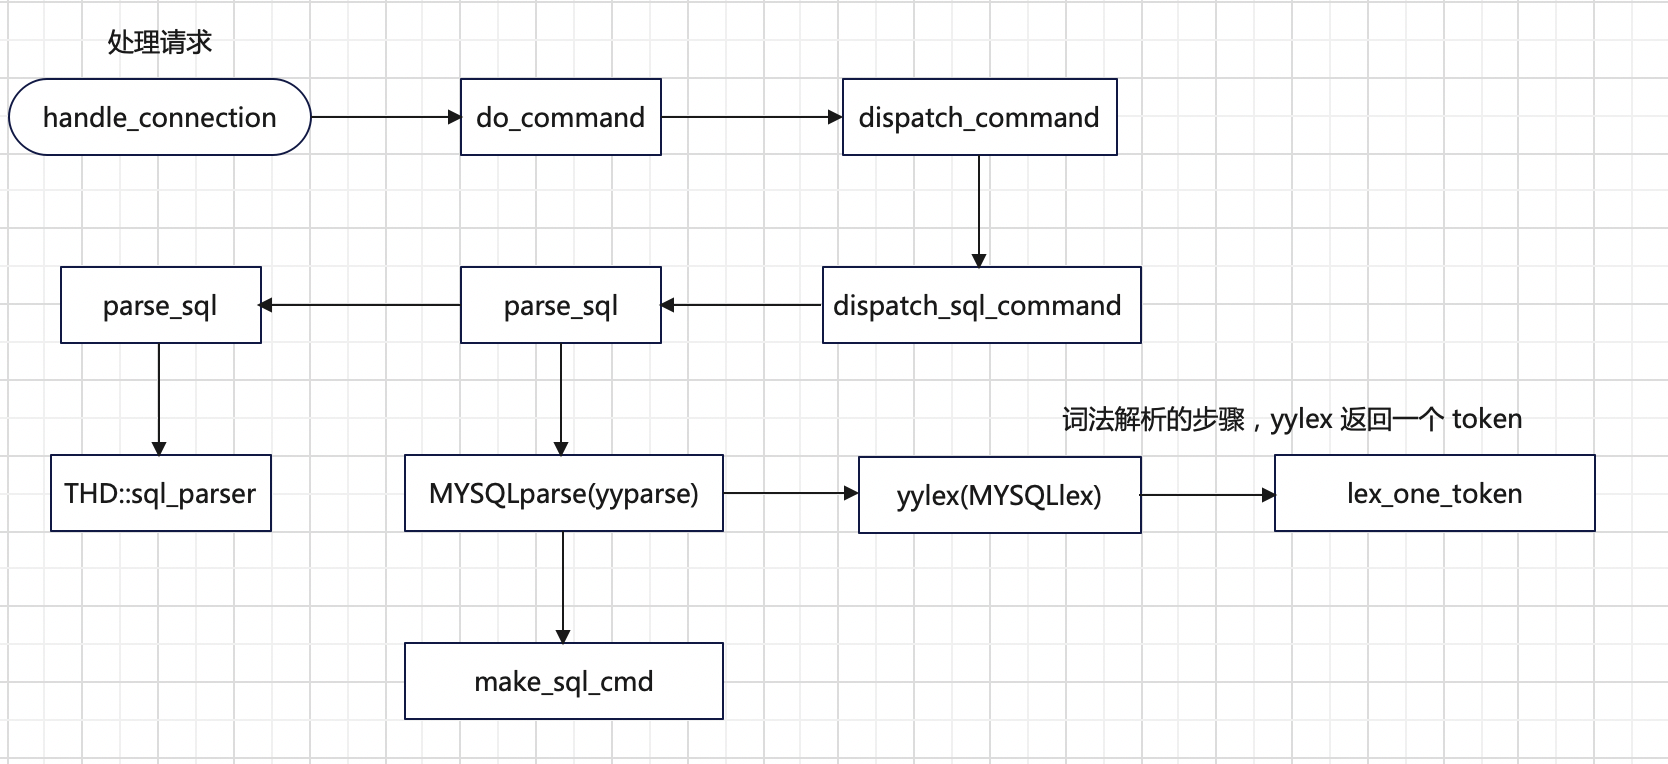 处理请求
handle_connection
do_command
dispatch_command
parse_sql
parse_sql
dispatch_sql_command
词法解析的步骤，yylex 返回一个 token
THD::sql_parser
MYSQLparse(yyparse)
yylex(MYSQLlex)
lex_one_token
make_sql_cmd